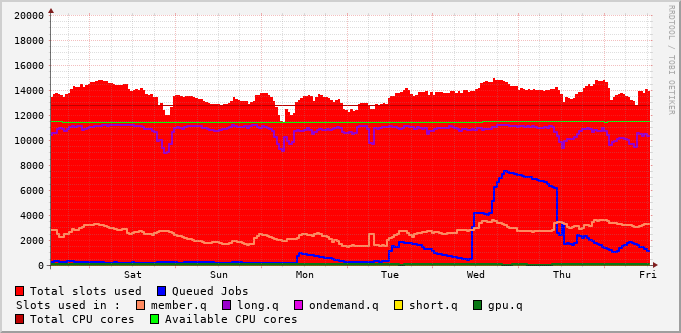 20000
18000
16000
14000
12000
10000
8000
6000
4000
2000
0
Sat Sun Mon Tue Wed Thu Fri
RRDTOOL / TOBI OETIKER
Total slots used Queued Jobs
Slots used in : member.q long.q ondemand.q short.q gpu.q
Total CPU cores Available CPU cores